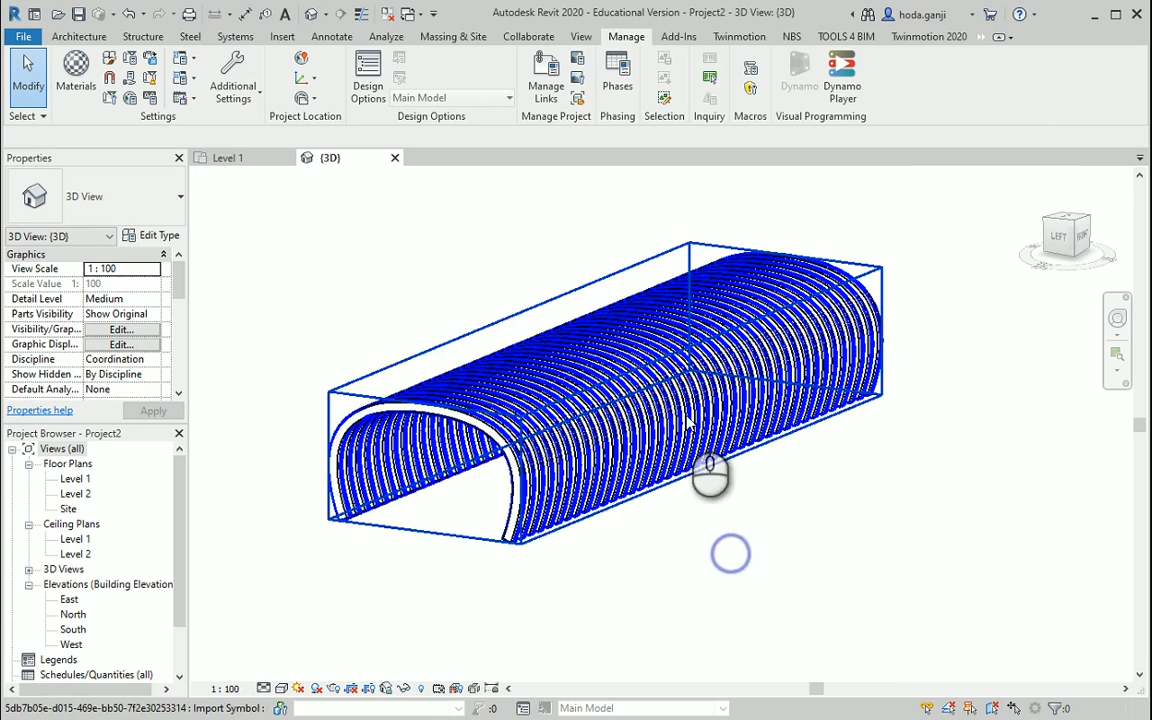 Autodesk Revit 2020 - Educational Version - Project2 - 3D View: {3D}
hoda.ganji
File Architecture Structure Steel Systems Insert Annotate Analyze Massing & Site Collaborate View Manage Add-Ins Twinmotion NBS TOOLS 4 BIM Twinmotion 2020
Modify Materials Additional Settings Design Options Main Model Manage Links Phases Dynamo Dynamo Player
Select Settings Project Location Design Options Manage Project Phasing Selection Inquiry Macros Visual Programming
Properties
Level 1
{3D}
3D View
3D View: {3D} Edit Type
Graphics
View Scale 1 : 100
Scale Value 1: 100
Detail Level Medium
Parts Visibility Show Original
Visibility/Grap... Edit...
Graphic Displ... Edit...
Discipline Coordination
Show Hidden ... By Discipline
Default Analy... None
Properties help Apply
LEFT
Project Browser - Project2
Views (all)
Floor Plans
Level 1
Level 2
Site
Ceiling Plans
Level 1
Level 2
3D Views
Elevations (Building Elevation
East
North
South
West
Legends
Schedules/Quantities (all)
0
1 : 100
5db7b05e-d015-469e-bb50-7f2e30253314 : Import Symbol :
:0
Main Model
:0